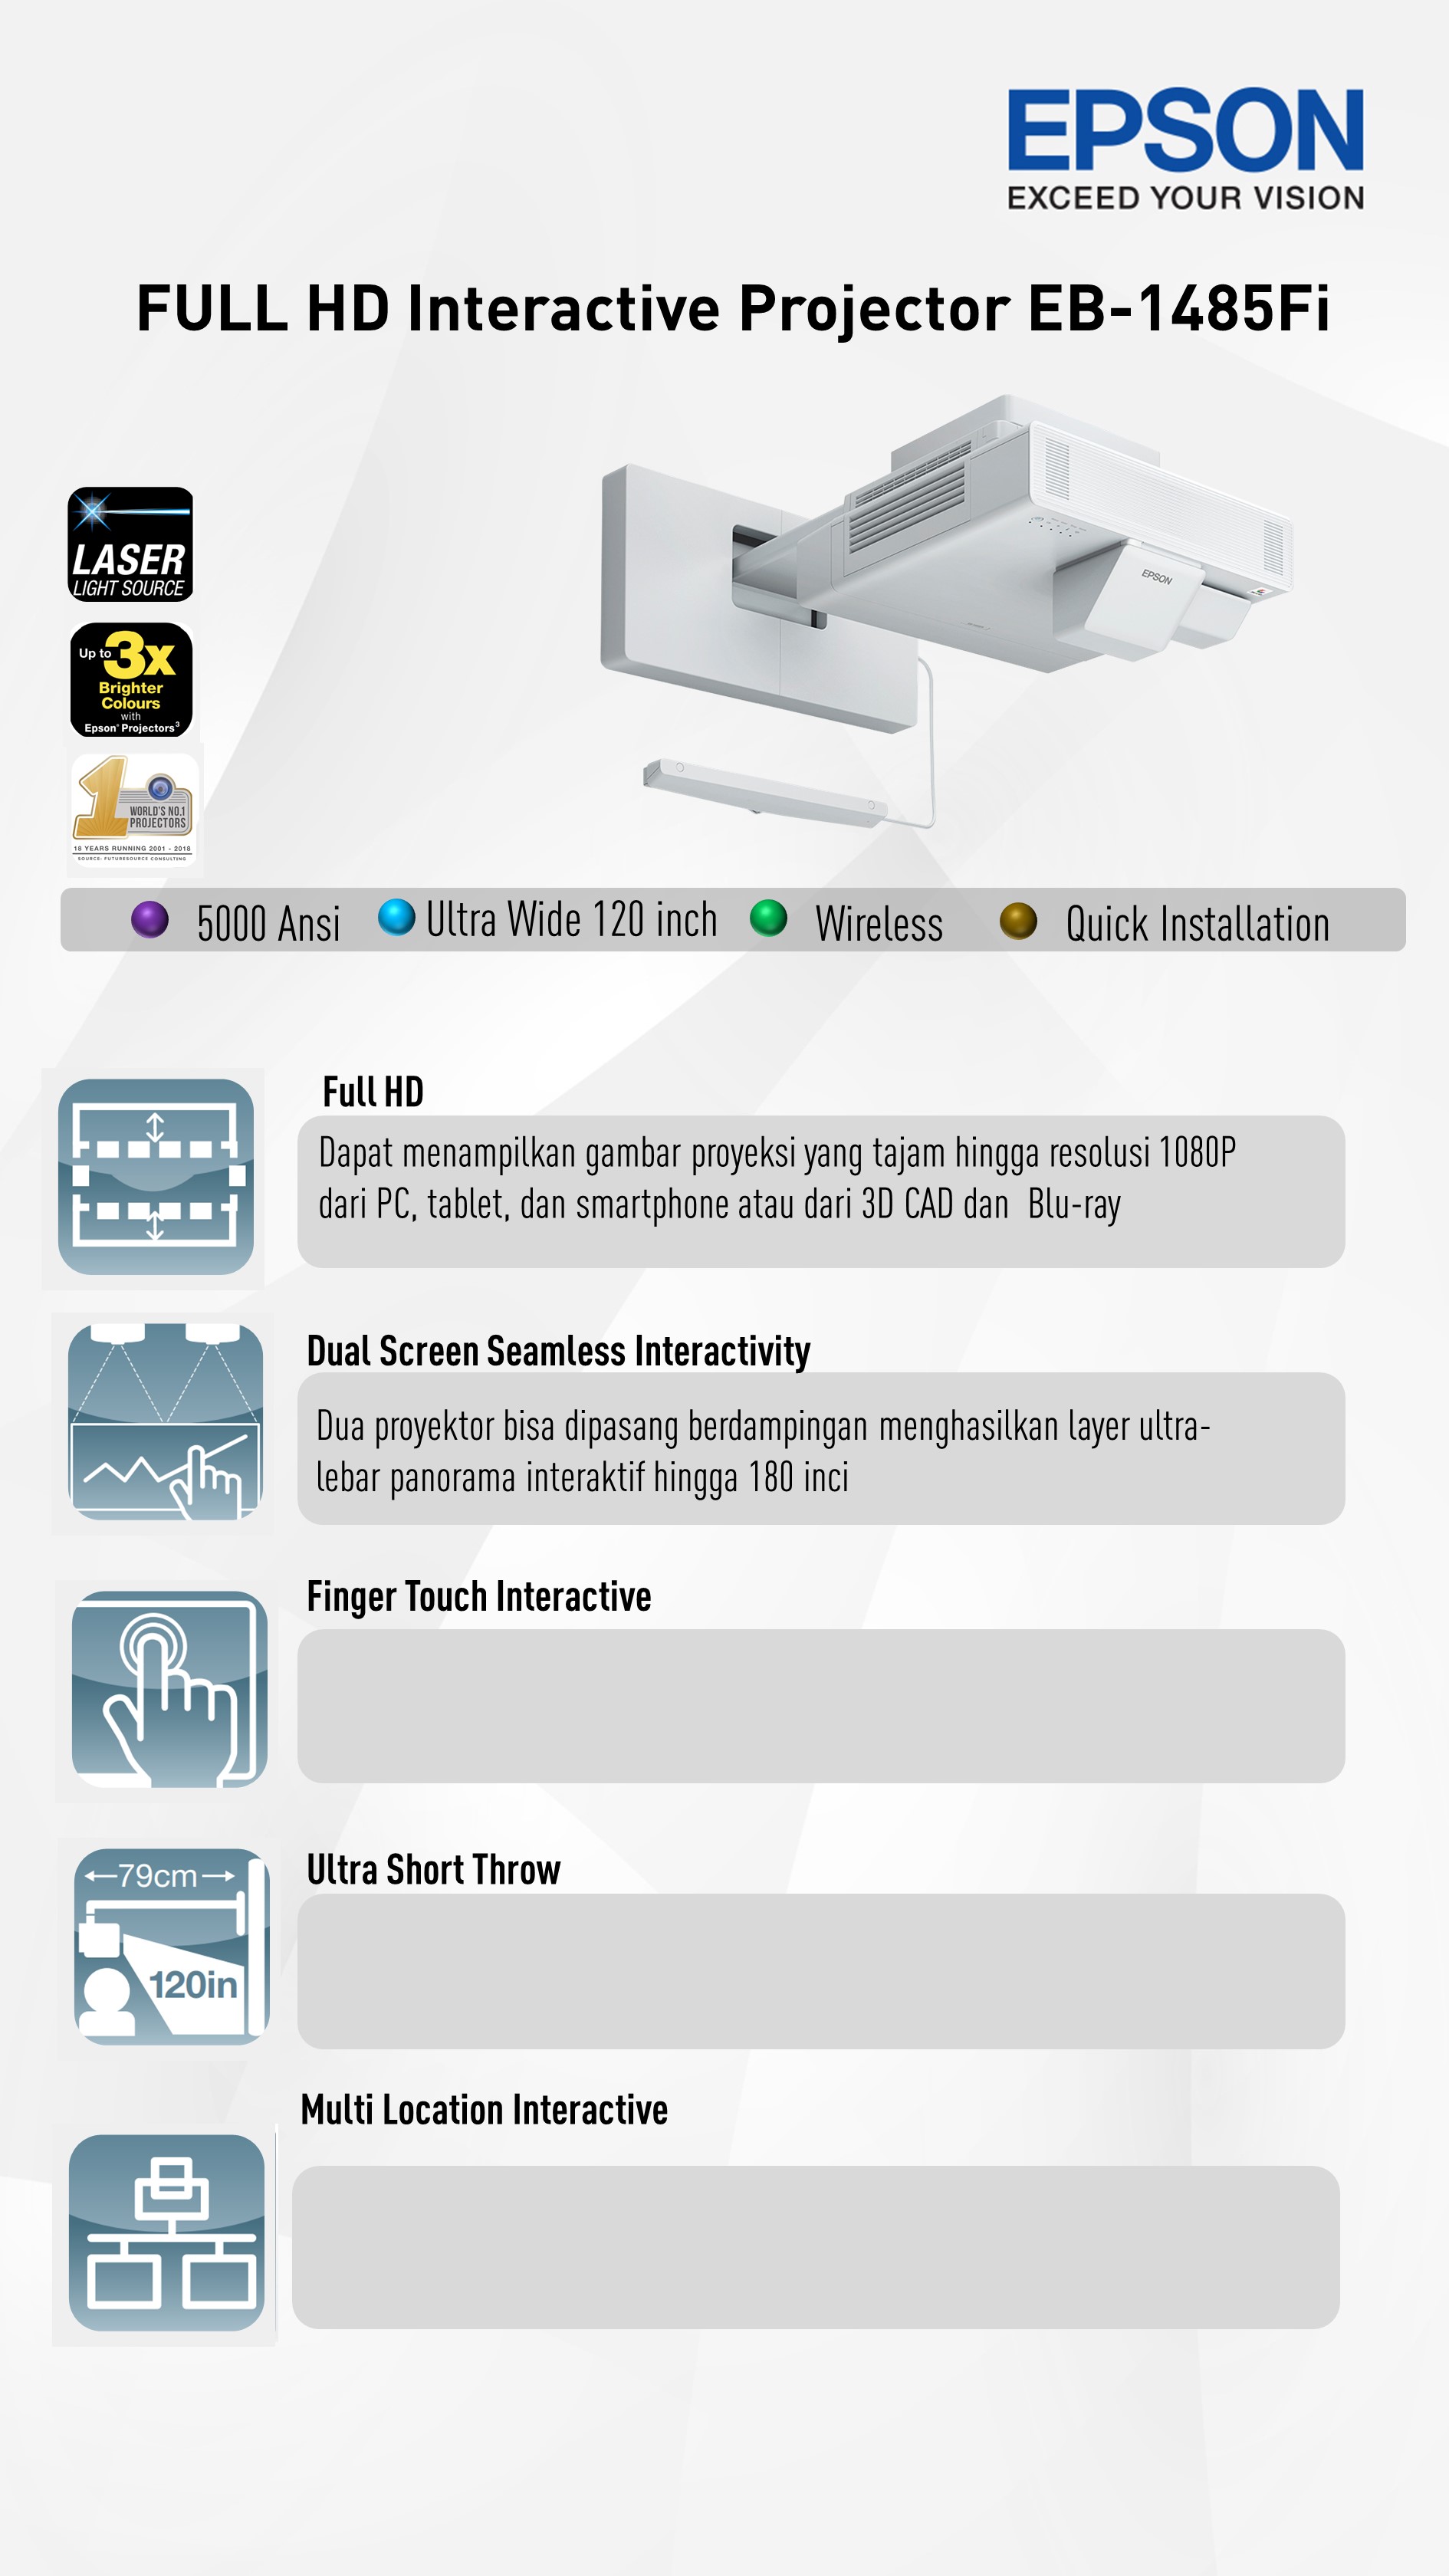 EPSON
EXCEED YOUR VISION
FULL HD Interactive Projector EB-1485Fi
LASER
LIGHT SOURCE
EPSON
Up to 3x
Brighter
Colours
with
Epson® Projectors³
1
WORLD'S NO.1
PROJECTORS
18 YEARS RUNNING 2001 - 2018
SOURCE: FUTURESOURCE CONSULTING
5000 Ansi Ultra Wide 120 inch Wireless Quick Installation
Full HD
Dapat menampilkan gambar proyeksi yang tajam hingga resolusi 1080P
dari PC, tablet, dan smartphone atau dari 3D CAD dan Blu-ray
Dual Screen Seamless Interactivity
Dua proyektor bisa dipasang berdampingan menghasilkan layer ultra-
lebar panorama interaktif hingga 180 inci
Finger Touch Interactive
Ultra Short Throw
79cm
120in
Multi Location Interactive